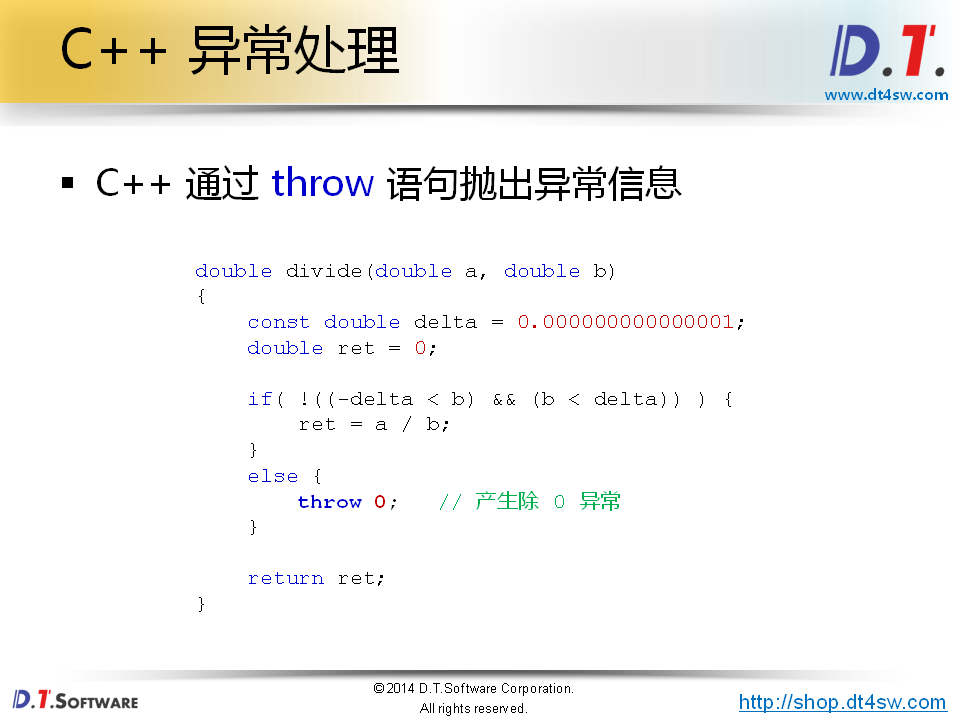 C++ 异常处理
D.T.
www.dt4sw.com
▪ C++ 通过 throw 语句抛出异常信息
double divide(double a, double b)
{
    const double delta = 0.000000000000001;
    double ret = 0;

    if( !((-delta < b) && (b < delta)) ) {
        ret = a / b;
    }
    else {
        throw 0;   // 产生除 0 异常
    }

    return ret;
}
D.T.SOFTWARE
©2014 D.T.Software Corporation.
All rights reserved.
http://shop.dt4sw.com